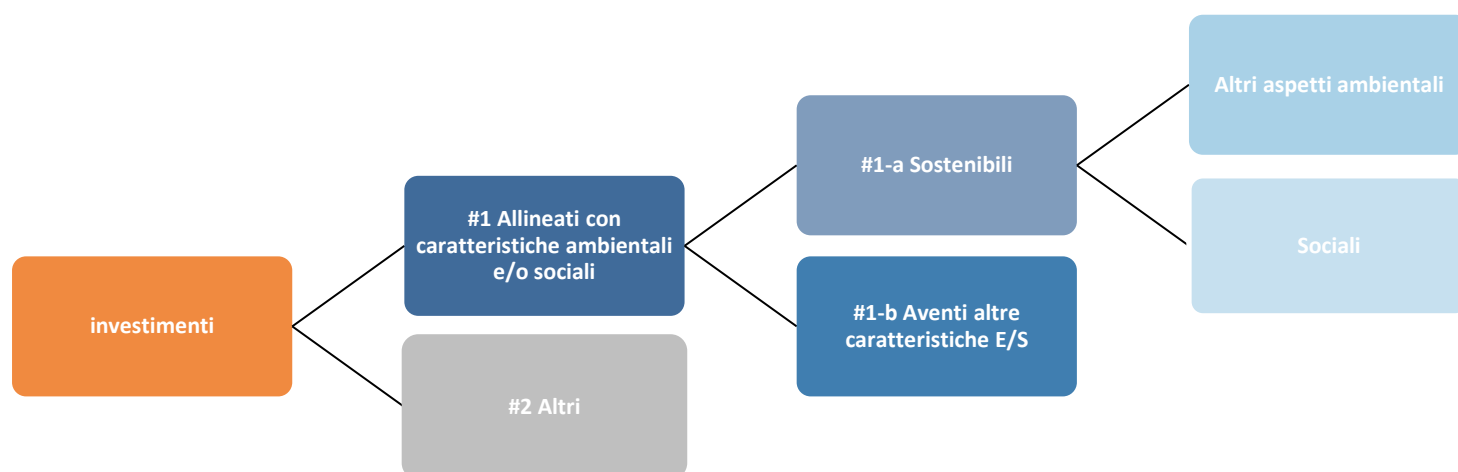 investimenti
#1 Allineati con
caratteristiche ambientali
e/o sociali
#2 Altri
#1-a Sostenibili
#1-b Aventi altre
caratteristiche E/S
Altri aspetti ambientali
Sociali